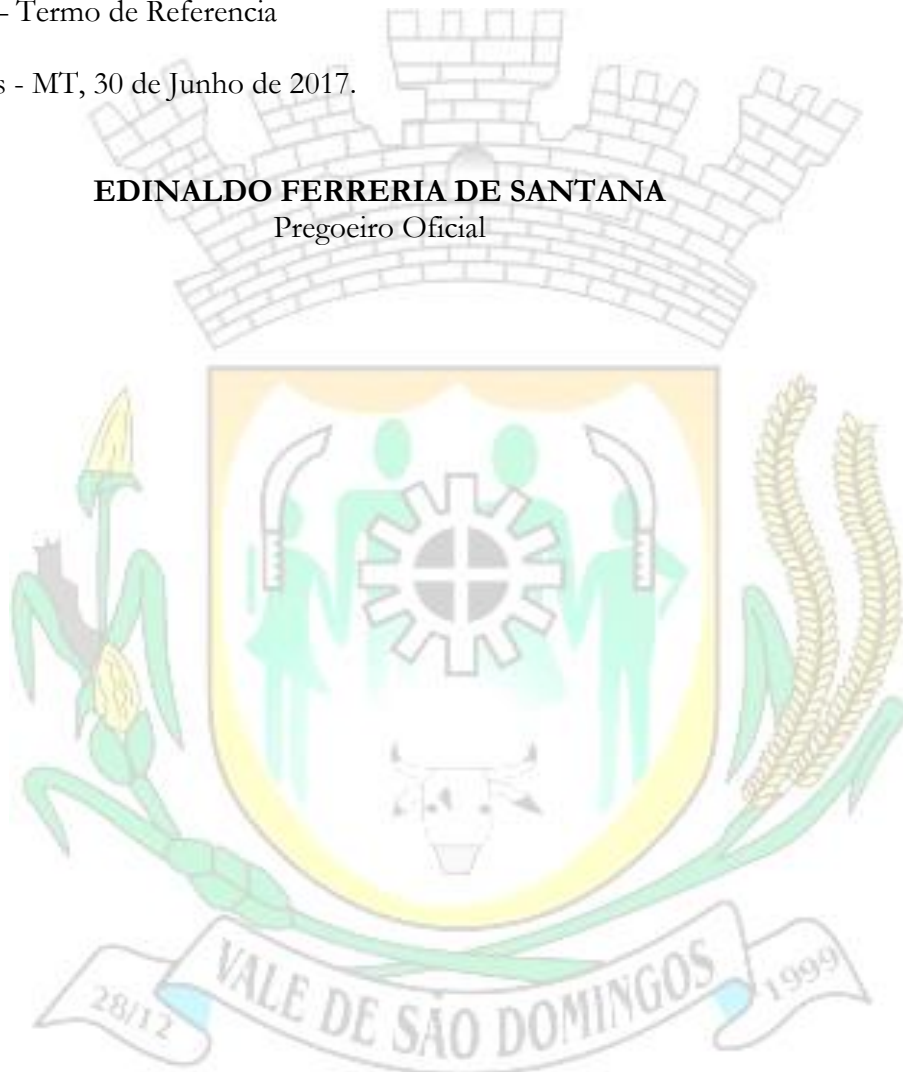 – Termo de Referencia
s - MT, 30 de Junho de 2017.
EDINALDO FERRERIA DE SANTANA
Pregoeiro Oficial
28/12
VALE DE SÃO DOMINGOS
1999